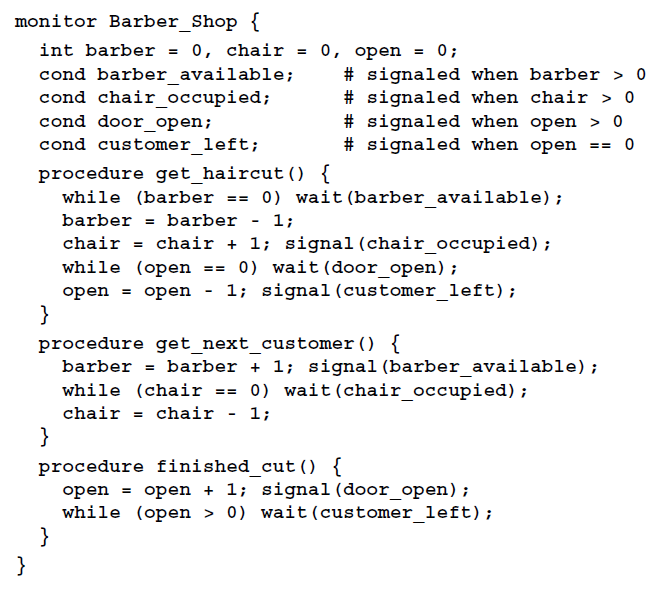 monitor Barber_Shop {
int barber = 0, chair = 0, open = 0;
cond barber_available; # signaled when barber > 0
cond chair_occupied; # signaled when chair > 0
cond door_open; # signaled when open > 0
cond customer_left; # signaled when open == 0
procedure get_haircut() {
while (barber == 0) wait(barber_available);
barber = barber - 1;
chair = chair + 1; signal(chair_occupied);
while (open == 0) wait(door_open);
open = open - 1; signal(customer_left);
}
procedure get_next_customer() {
barber = barber + 1; signal(barber_available);
while (chair == 0) wait(chair_occupied);
chair = chair - 1;
}
procedure finished_cut() {
open = open + 1; signal(door_open);
while (open > 0) wait(customer_left);
}
}